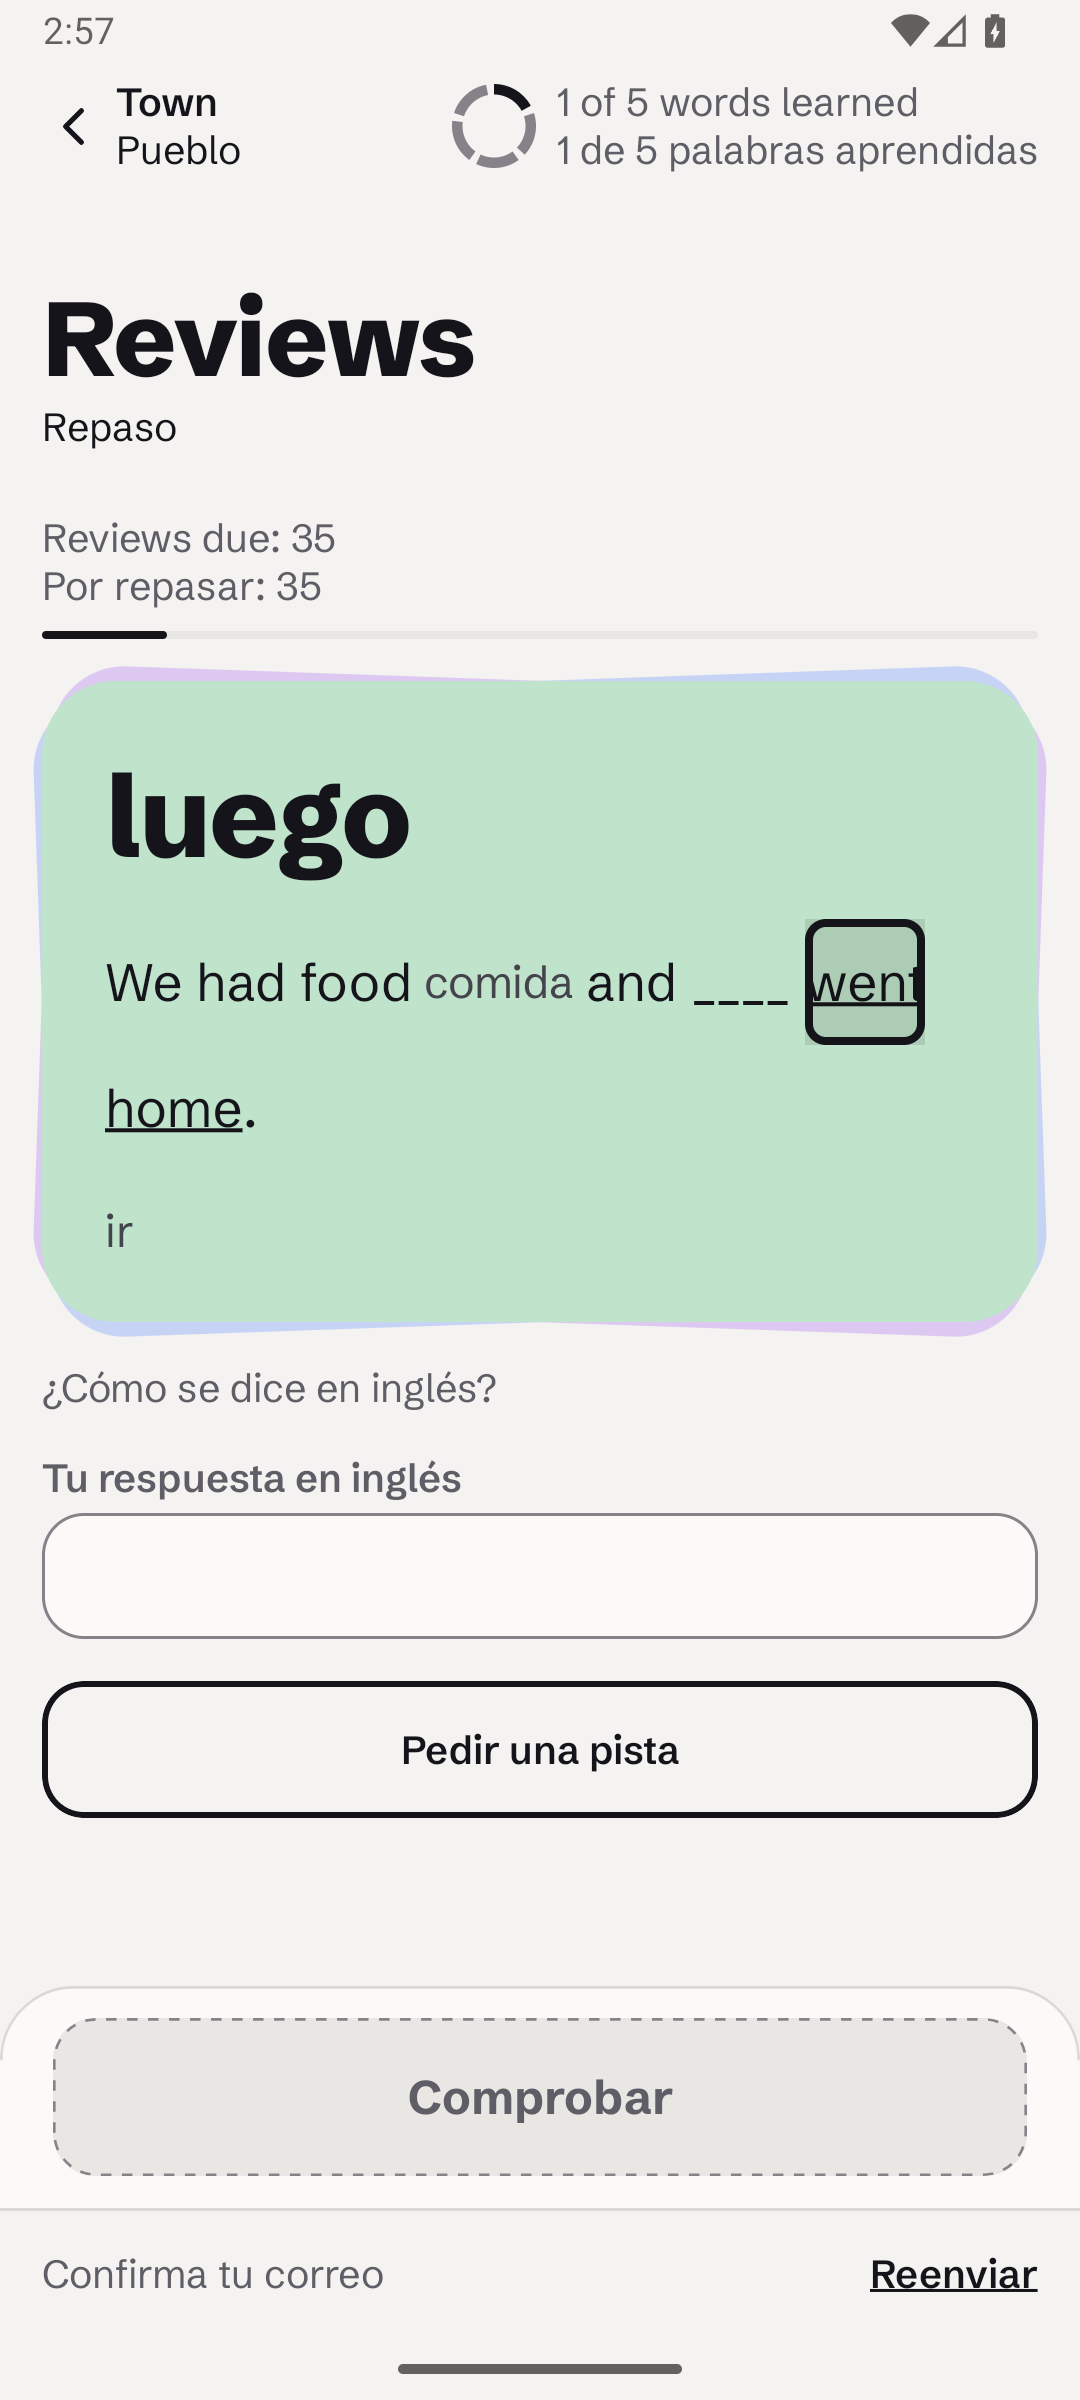 2:57
Town
Pueblo
1 of 5 words learned
1 de 5 palabras aprendidas
Reviews
Repaso
Reviews due: 35
Por repasar: 35
luego
We had food comida and ____ went
home.
ir
¿Cómo se dice en inglés?
Tu respuesta en inglés
Pedir una pista
Comprobar
Confirma tu correo
Reenviar